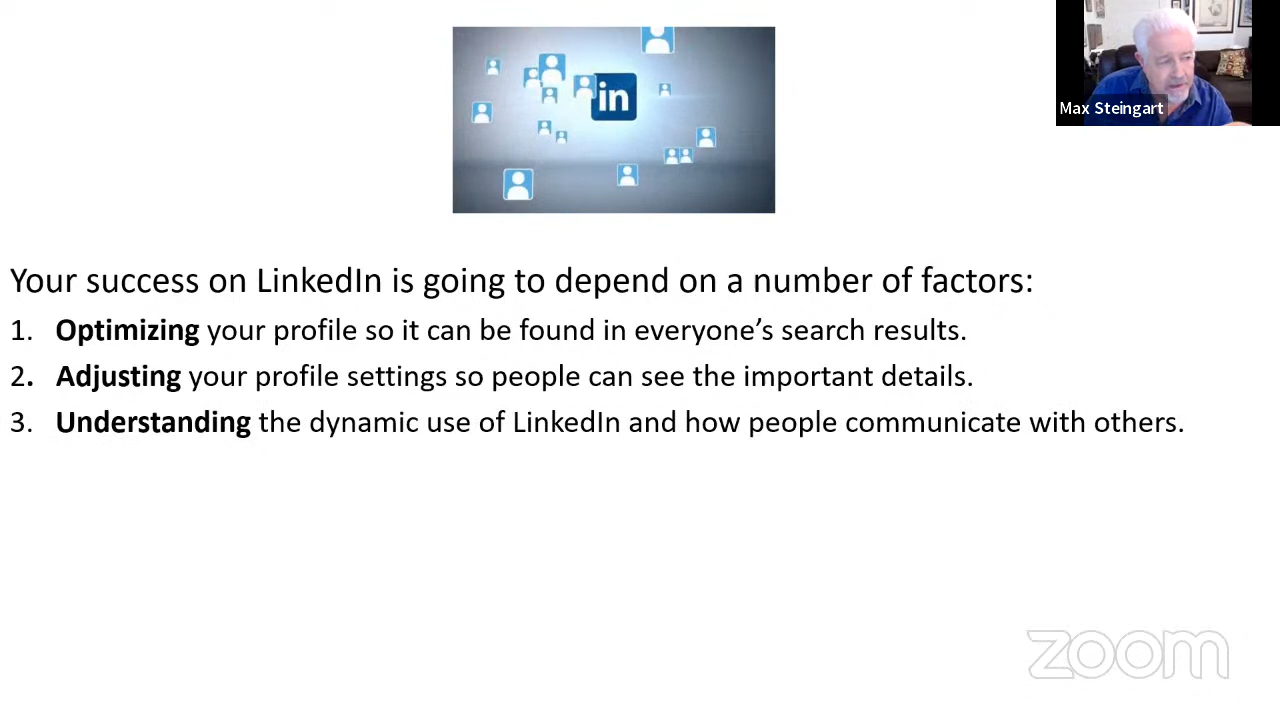 in
Max Steingart
Your success on LinkedIn is going to depend on a number of factors:
1. Optimizing your profile so it can be found in everyone’s search results.
2. Adjusting your profile settings so people can see the important details.
3. Understanding the dynamic use of LinkedIn and how people communicate with others.
zoom